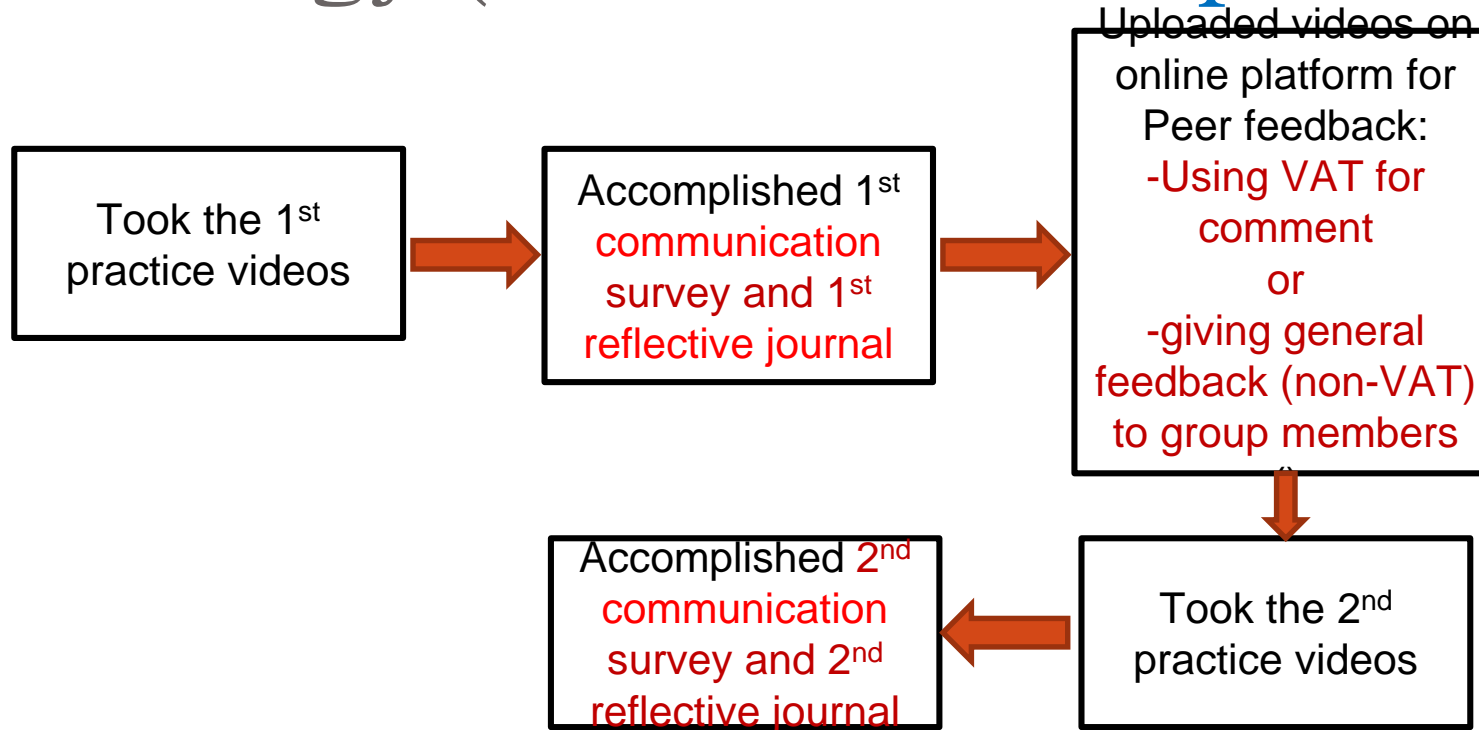 Took the 1st
practice videos
Accomplished 1st
communication
survey and 1st
reflective journal
Uploaded videos on
online platform for
Peer feedback:
-Using VAT for
comment
or
-giving general
feedback (non-VAT)
to group members
Took the 2nd
practice videos
Accomplished 2nd
communication
survey and 2nd
reflective journal